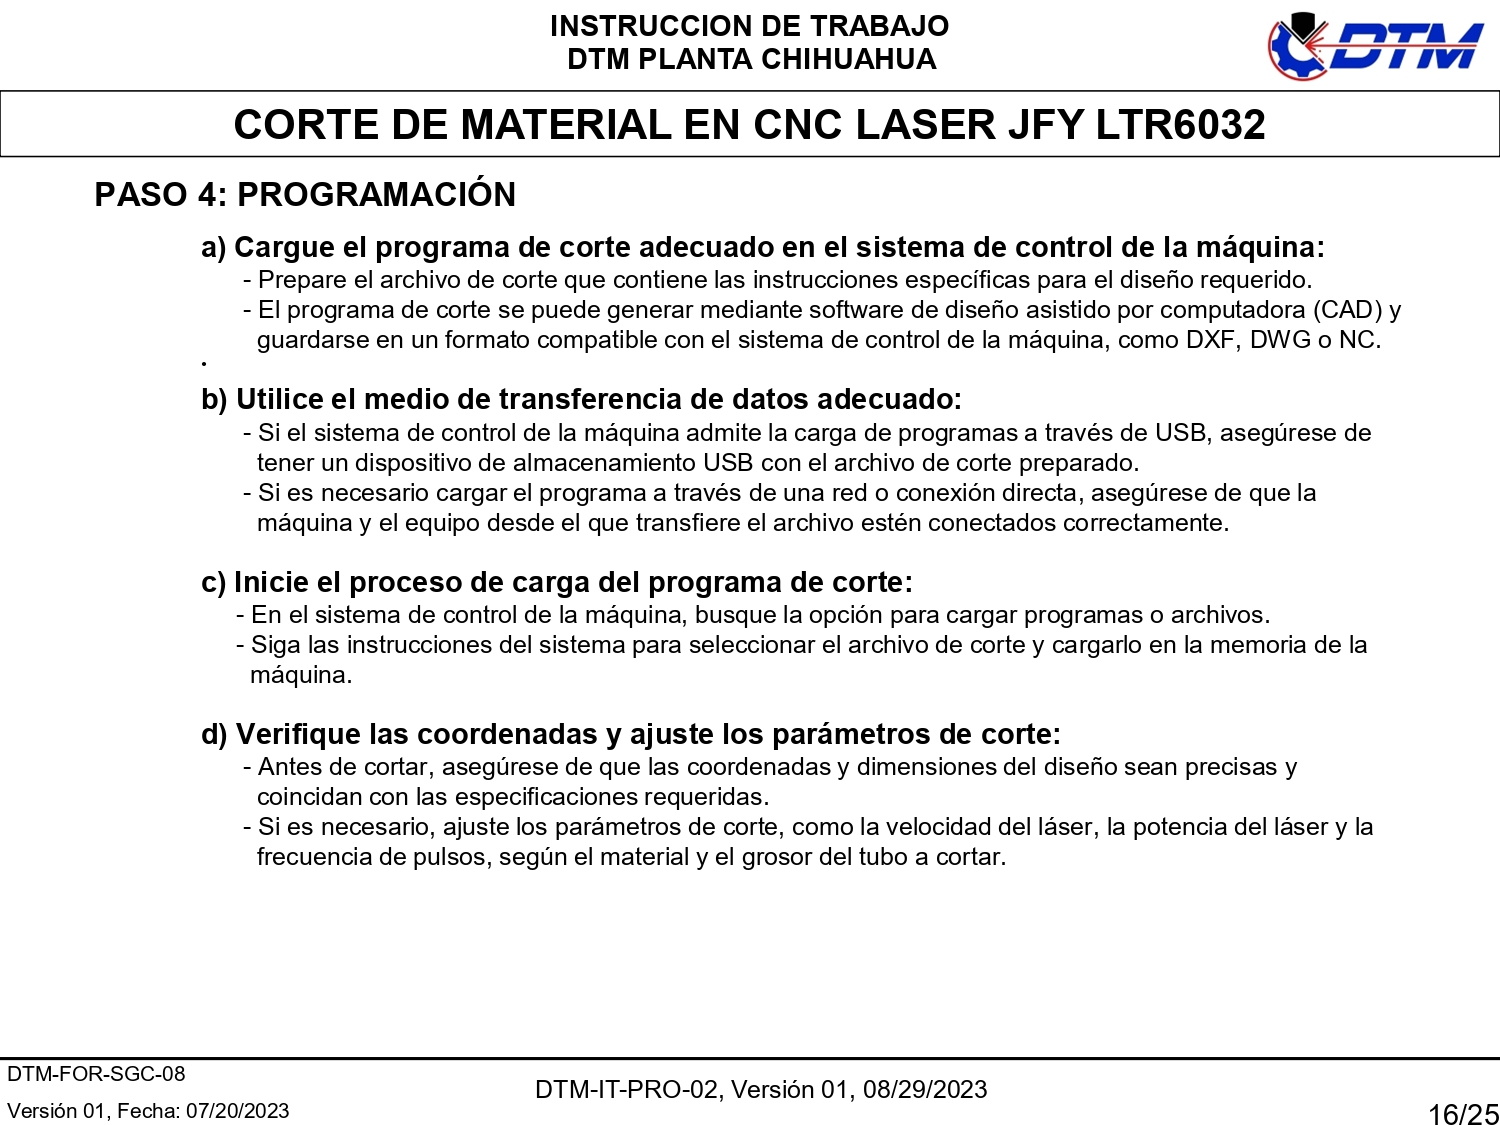 INSTRUCCION DE TRABAJO
DTM PLANTA CHIHUAHUA
DTM
CORTE DE MATERIAL EN CNC LASER JFY LTR6032
PASO 4: PROGRAMACIÓN
a) Cargue el programa de corte adecuado en el sistema de control de la máquina:
- Prepare el archivo de corte que contiene las instrucciones específicas para el diseño requerido.
- El programa de corte se puede generar mediante software de diseño asistido por computadora (CAD) y
guardarse en un formato compatible con el sistema de control de la máquina, como DXF, DWG o NC.
•
b) Utilice el medio de transferencia de datos adecuado:
- Si el sistema de control de la máquina admite la carga de programas a través de USB, asegúrese de
tener un dispositivo de almacenamiento USB con el archivo de corte preparado.
- Si es necesario cargar el programa a través de una red o conexión directa, asegúrese de que la
máquina y el equipo desde el que transfiere el archivo estén conectados correctamente.
c) Inicie el proceso de carga del programa de corte:
- En el sistema de control de la máquina, busque la opción para cargar programas o archivos.
- Siga las instrucciones del sistema para seleccionar el archivo de corte y cargarlo en la memoria de la
máquina.
d) Verifique las coordenadas y ajuste los parámetros de corte:
- Antes de cortar, asegúrese de que las coordenadas y dimensiones del diseño sean precisas y
coincidan con las especificaciones requeridas.
- Si es necesario, ajuste los parámetros de corte, como la velocidad del láser, la potencia del láser y la
frecuencia de pulsos, según el material y el grosor del tubo a cortar.
DTM-FOR-SGC-08
Versión 01, Fecha: 07/20/2023
DTM-IT-PRO-02, Versión 01, 08/29/2023
16/25